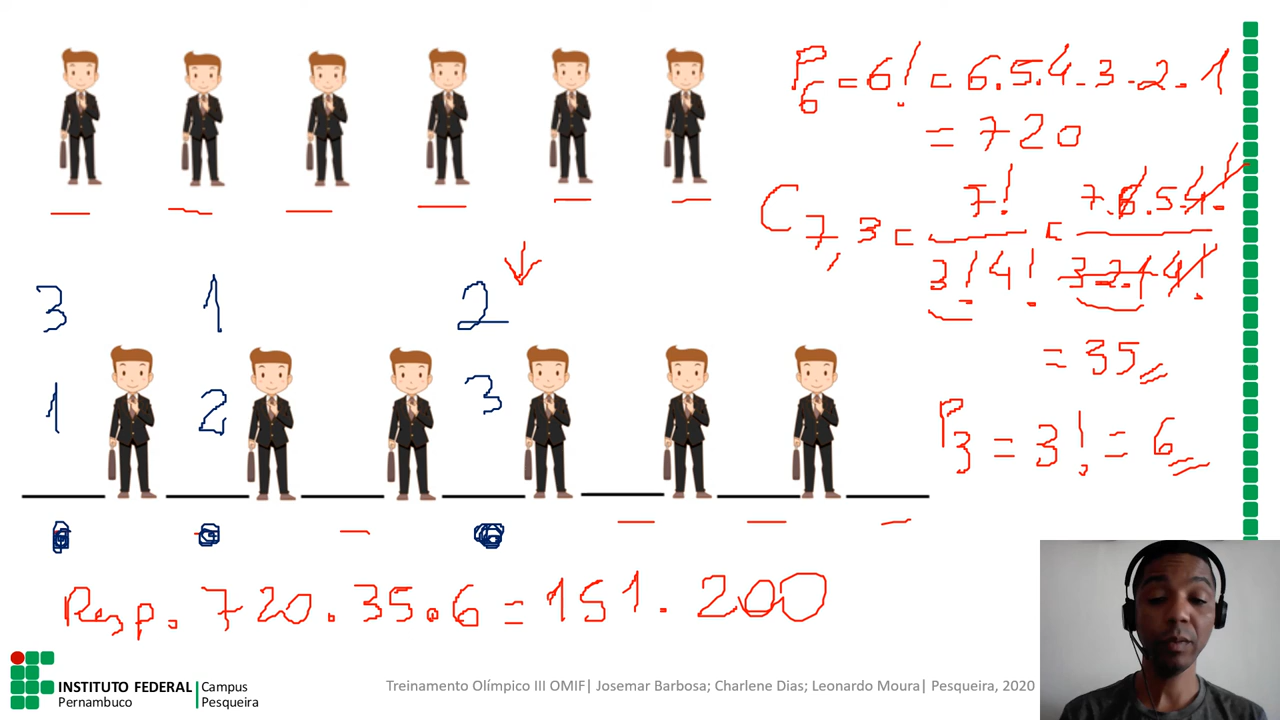 P6 = 6! = 6.5.4.3.2.1
= 720
C7,3 = 7!/3!4! = 7.6.5.4!/3.2.1 4!
= 35
3 1 2
1 2 3
P3 = 3! = 6
Resp. 720.35.6 = 151.200
INSTITUTO FEDERAL
Pernambuco
Campus
Pesqueira
Treinamento Olímpico III OMIF| Josemar Barbosa; Charlene Dias; Leonardo Moura| Pesqueira, 2020